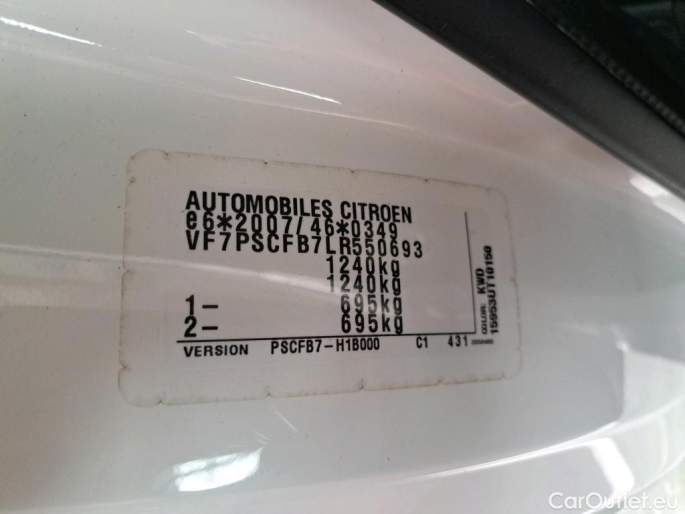 AUTOMOBILES CITROEN
e6*2007/46*0349
VF7PSCFB7LR550693
1240kg
1240kg
1- 695kg
2- 695kg
VERSION PSCFB7-H1B000 C1 431
COLOR: KWD
15953UT10150
CarOutlet.eu